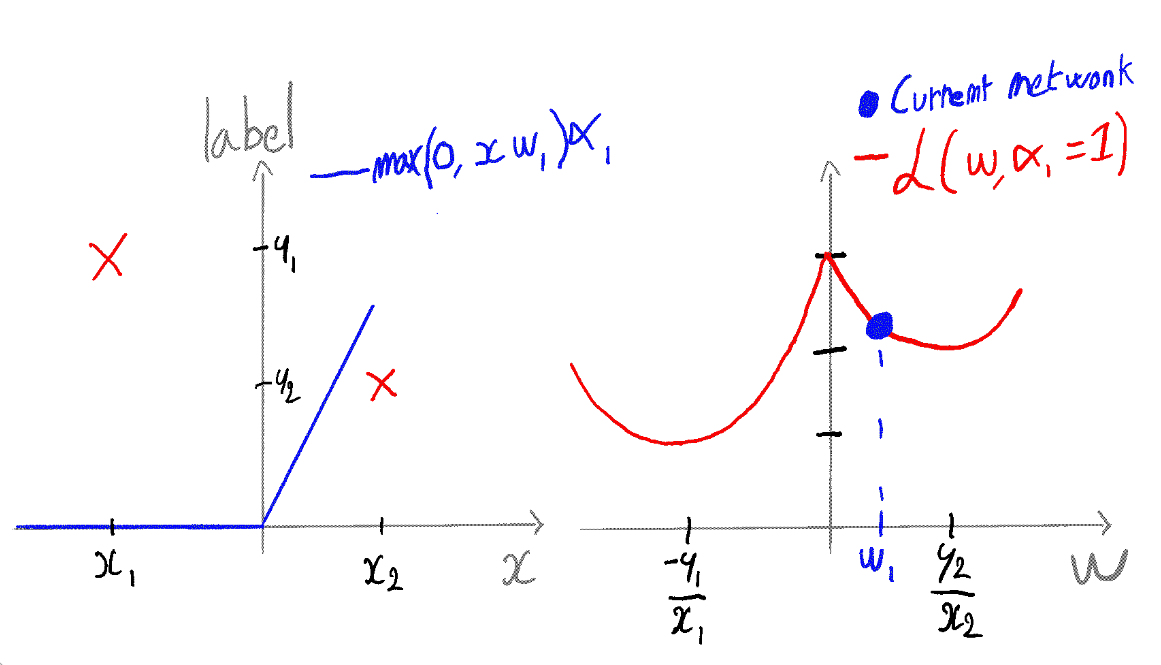 label
max(0, x w₁)α₁
y₁
y₂
x₁
x₂
x
Current network
L(w, α₁ = 1)
-y₁/x₁
w₁
y₂/x₂
w